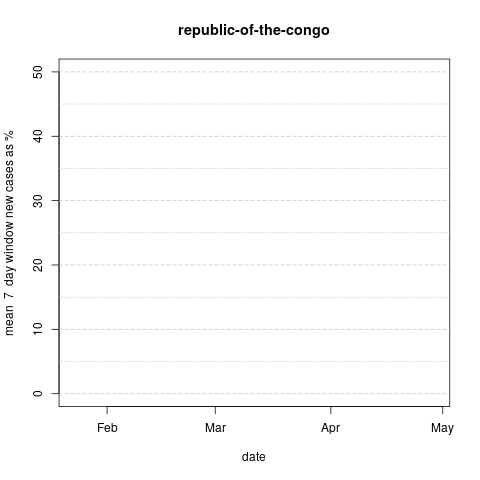 republic-of-the-congo
mean  7  day window new cases as %
50
40
30
20
10
0
Feb
Mar
Apr
May
date